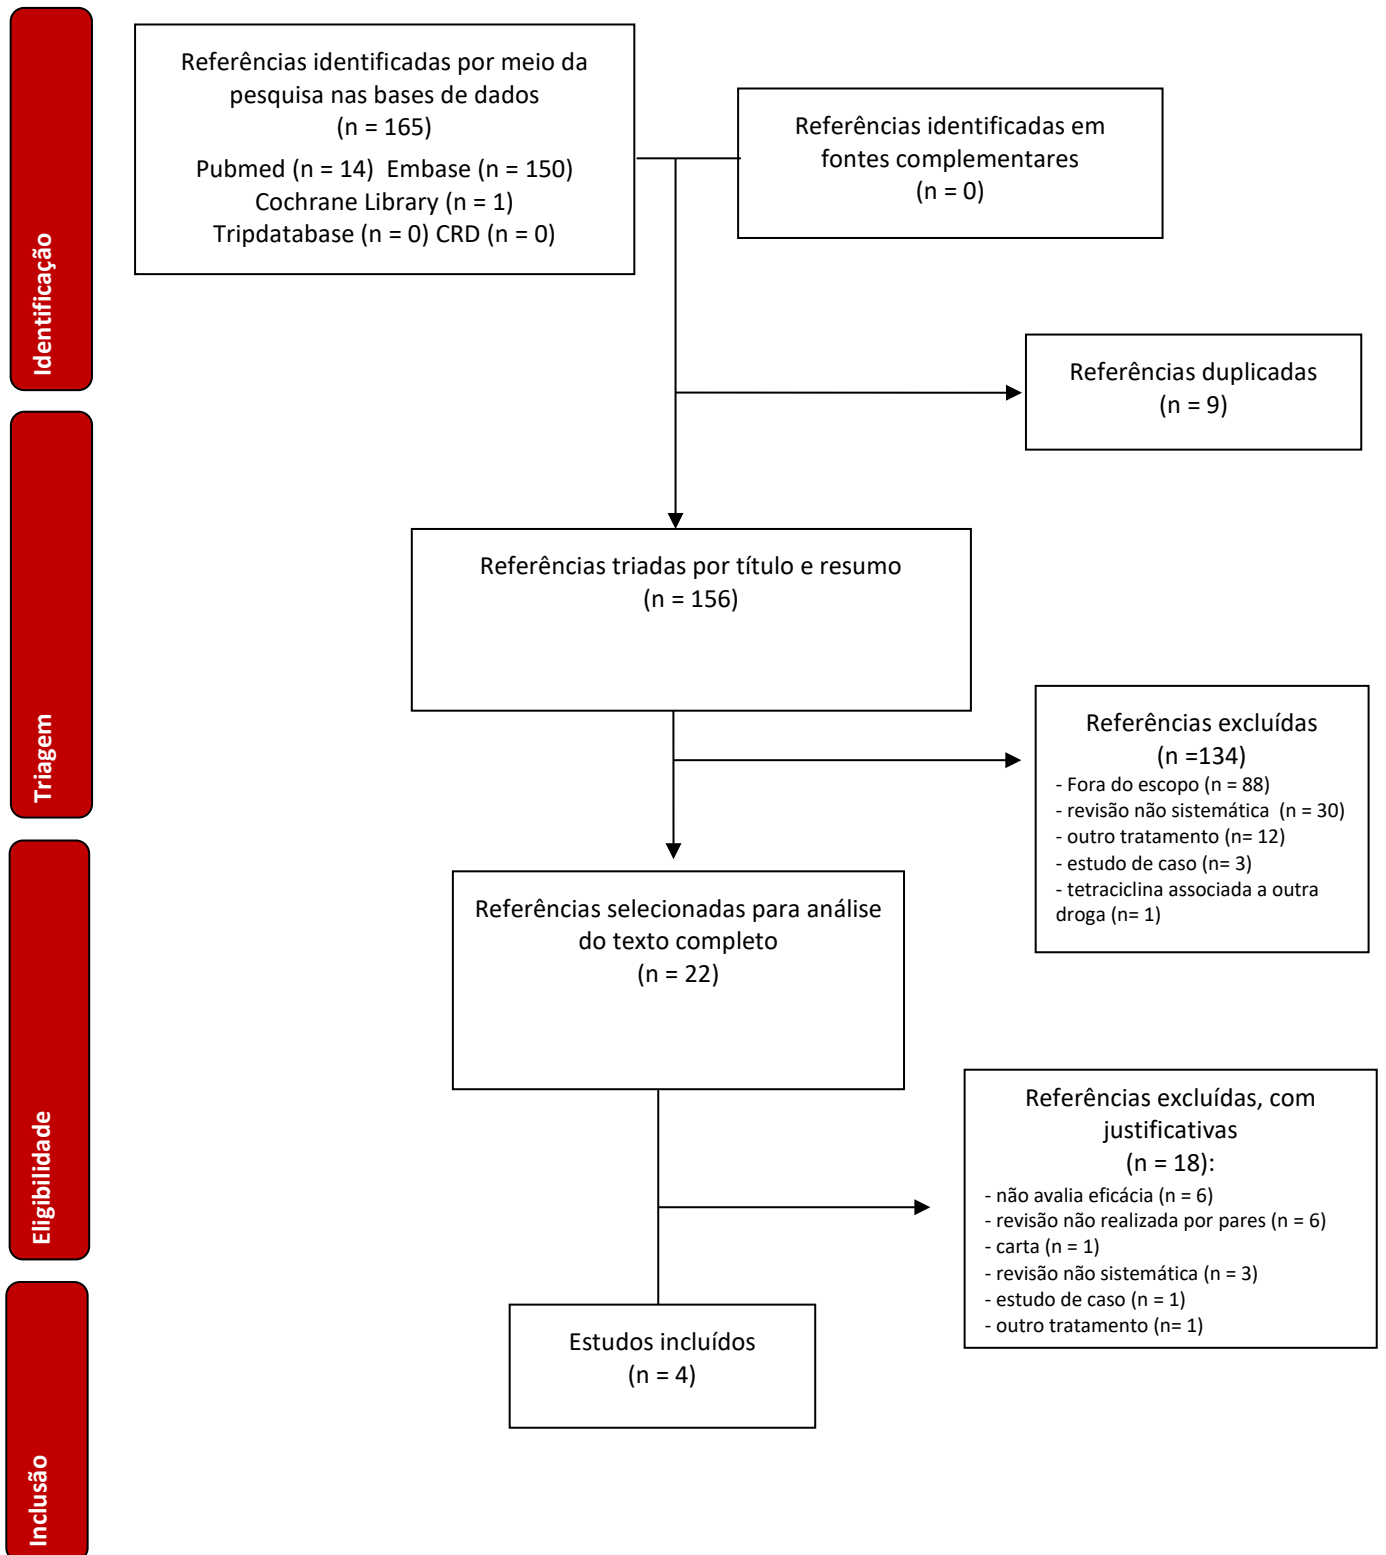 Identificação
Referências identificadas por meio da
pesquisa nas bases de dados
(n = 165)
Pubmed (n = 14)  Embase (n = 150)
Cochrane Library (n = 1)
Tripdatabase (n = 0) CRD (n = 0)
Referências identificadas em
fontes complementares
(n = 0)
Referências duplicadas
(n = 9)
Triagem
Referências triadas por título e resumo
(n = 156)
Referências excluídas
(n =134)
- Fora do escopo (n = 88)
- revisão não sistemática  (n = 30)
- outro tratamento (n= 12)
- estudo de caso (n= 3)
- tetraciclina associada a outra
droga (n= 1)
Eligibilidade
Referências selecionadas para análise
do texto completo
(n = 22)
Referências excluídas, com
justificativas
(n = 18):
- não avalia eficácia (n = 6)
- revisão não realizada por pares (n = 6)
- carta (n = 1)
- revisão não sistemática (n = 3)
- estudo de caso (n = 1)
- outro tratamento (n= 1)
Inclusão
Estudos incluídos
(n = 4)